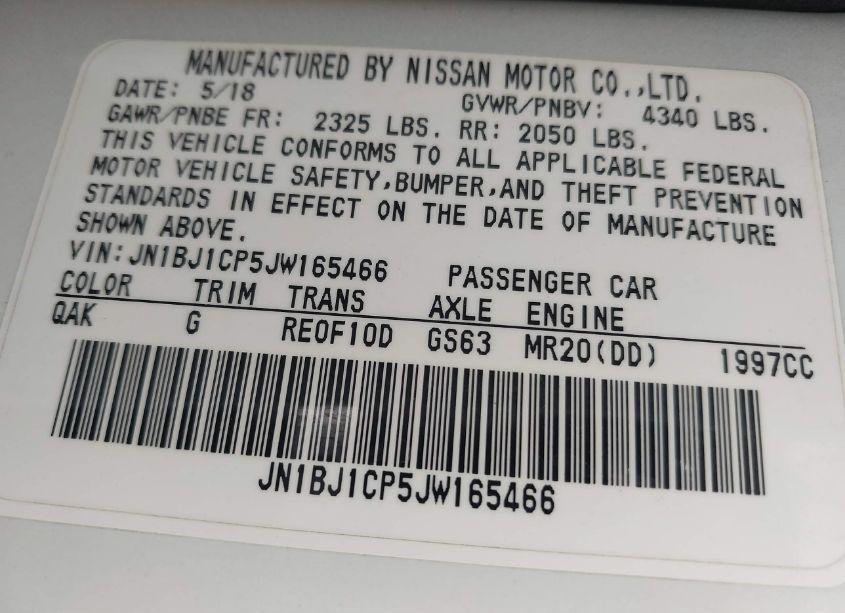 MANUFACTURED BY NISSAN MOTOR CO.,LTD.
DATE: 5/18 GVWR/PNBV: 4340 LBS.
GAWR/PNBE FR: 2325 LBS. RR: 2050 LBS.
THIS VEHICLE CONFORMS TO ALL APPLICABLE FEDERAL
MOTOR VEHICLE SAFETY,BUMPER,AND THEFT PREVENTION
STANDARDS IN EFFECT ON THE DATE OF MANUFACTURE
SHOWN ABOVE.
VIN:JN1BJ1CP5JW165466 PASSENGER CAR
COLOR TRIM TRANS AXLE ENGINE
QAK G RE0F10D GS63 MR20(DD) 1997CC
JN1BJ1CP5JW165466